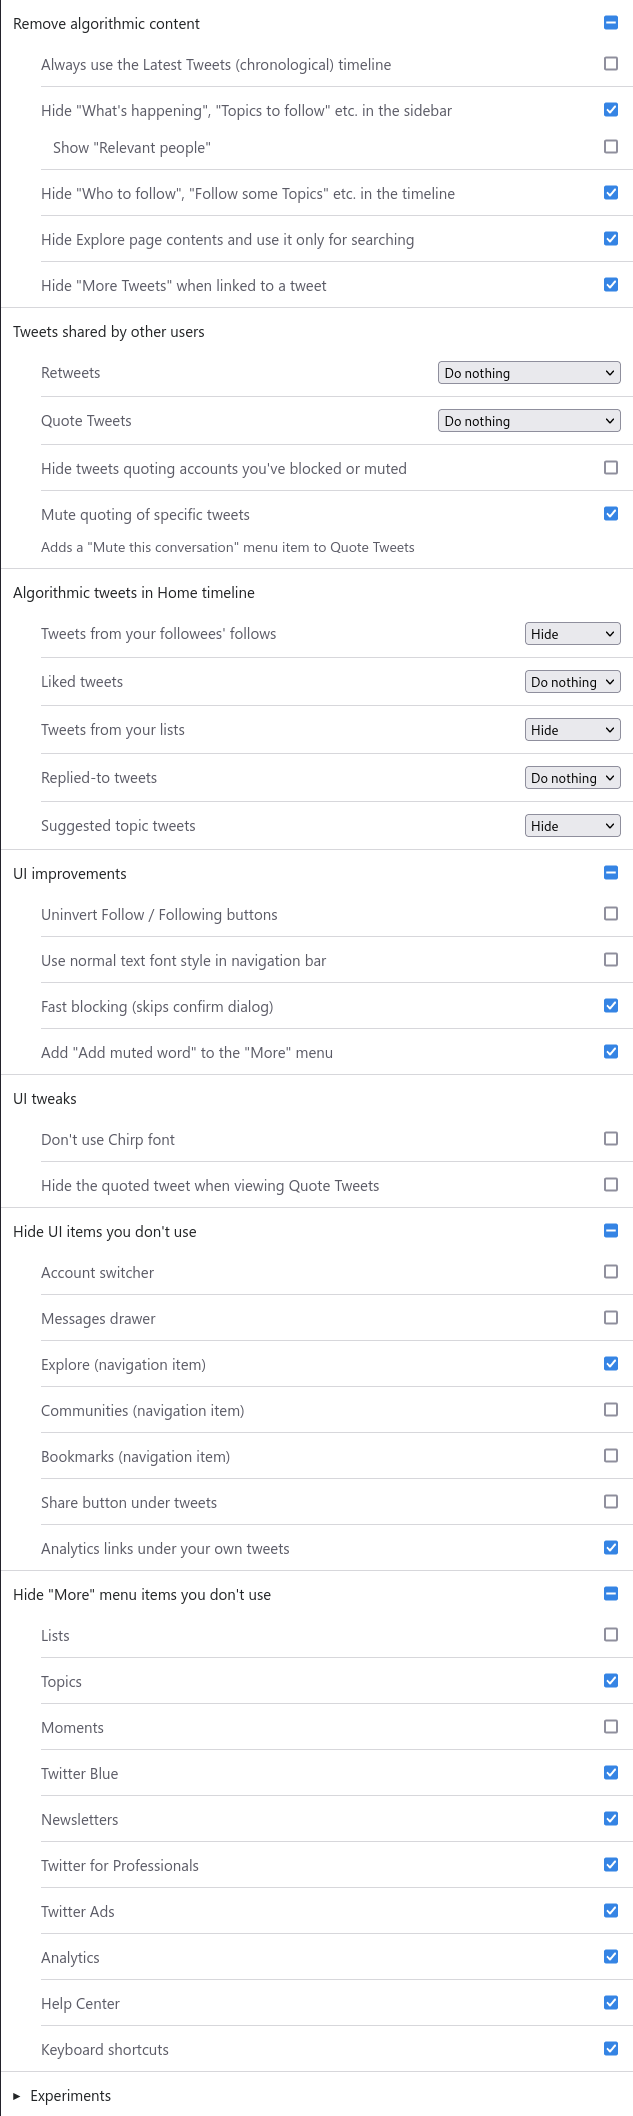 Remove algorithmic content
Always use the Latest Tweets (chronological) timeline
Hide "What's happening", "Topics to follow" etc. in the sidebar
Show "Relevant people"
Hide "Who to follow", "Follow some Topics" etc. in the timeline
Hide Explore page contents and use it only for searching
Hide "More Tweets" when linked to a tweet
Tweets shared by other users
Retweets Do nothing
Quote Tweets Do nothing
Hide tweets quoting accounts you've blocked or muted
Mute quoting of specific tweets
Adds a "Mute this conversation" menu item to Quote Tweets
Algorithmic tweets in Home timeline
Tweets from your followees' follows Hide
Liked tweets Do nothing
Tweets from your lists Hide
Replied-to tweets Do nothing
Suggested topic tweets Hide
UI improvements
Uninvert Follow / Following buttons
Use normal text font style in navigation bar
Fast blocking (skips confirm dialog)
Add "Add muted word" to the "More" menu
UI tweaks
Don't use Chirp font
Hide the quoted tweet when viewing Quote Tweets
Hide UI items you don't use
Account switcher
Messages drawer
Explore (navigation item)
Communities (navigation item)
Bookmarks (navigation item)
Share button under tweets
Analytics links under your own tweets
Hide "More" menu items you don't use
Lists
Topics
Moments
Twitter Blue
Newsletters
Twitter for Professionals
Twitter Ads
Analytics
Help Center
Keyboard shortcuts
Experiments